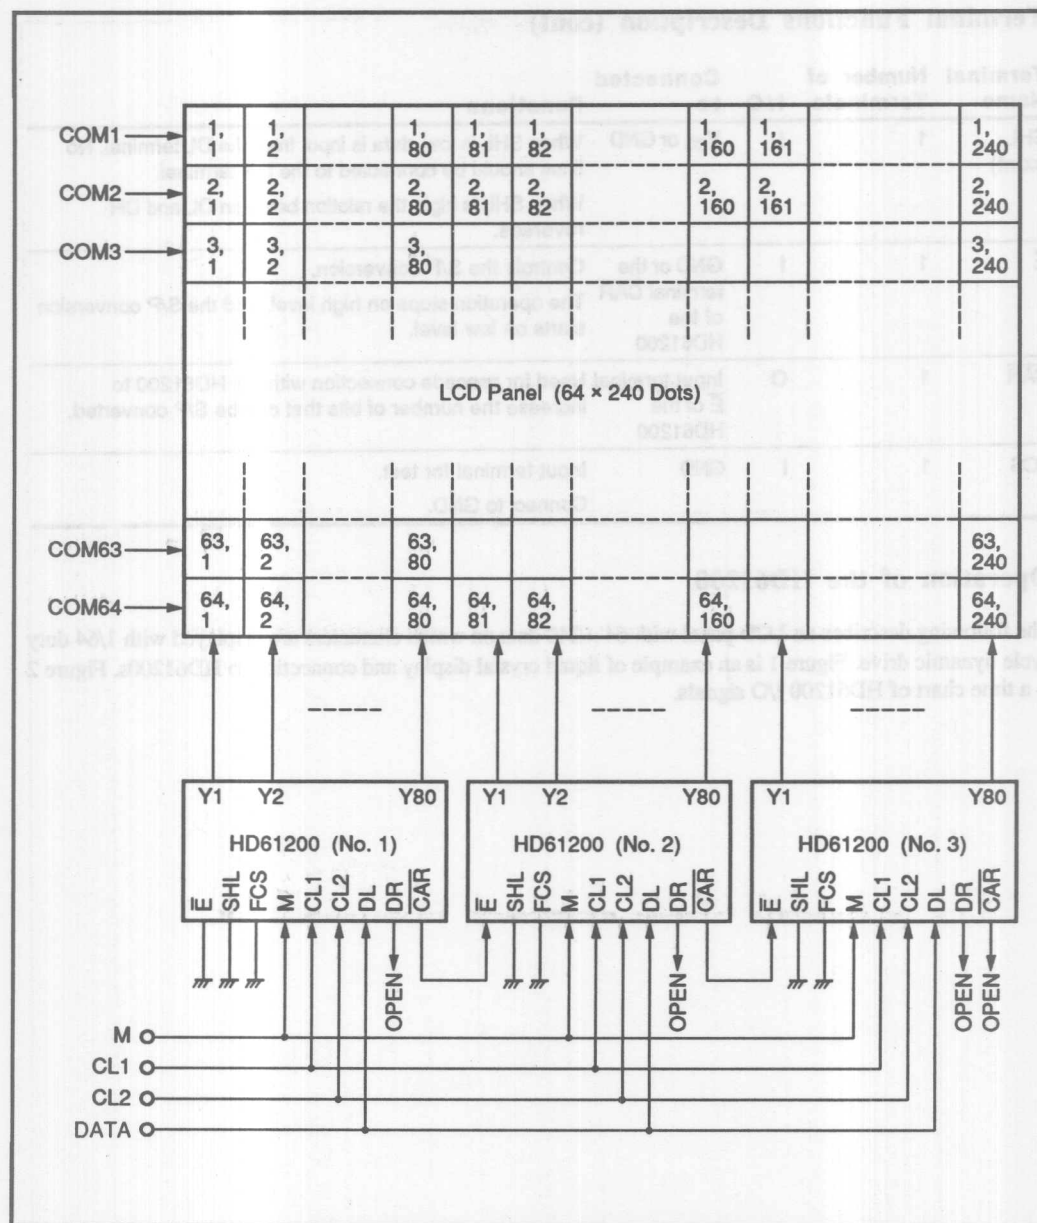 COM1 1, 1 1, 2 1, 80 1, 81 1, 82 1, 160 1, 161 1, 240
COM2 2, 1 2, 2 2, 80 2, 81 2, 82 2, 160 2, 161 2, 240
COM3 3, 1 3, 2 3, 80 3, 240
LCD Panel (64 × 240 Dots)
COM63 63, 1 63, 2 63, 80 63, 240
COM64 64, 1 64, 2 64, 80 64, 81 64, 82 64, 160 64, 240
Y1 Y2 Y80 Y1 Y2 Y80 Y1 Y80
HD61200 (No. 1) HD61200 (No. 2) HD61200 (No. 3)
E̅ SHL FCS M CL1 CL2 DL DR C̅A̅R̅ E̅ SHL FCS M CL1 CL2 DL DR C̅A̅R̅ E̅ SHL FCS M CL1 CL2 DL DR C̅A̅R̅
OPEN OPEN OPEN OPEN
M
CL1
CL2
DATA